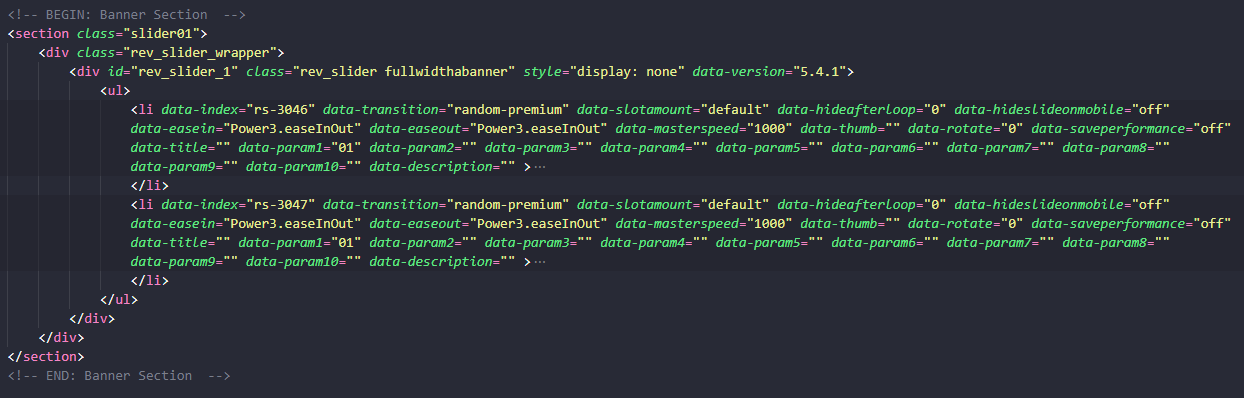 <!-- BEGIN: Banner Section  -->
<section class="slider01">
    <div class="rev_slider_wrapper">
        <div id="rev_slider_1" class="rev_slider fullwidthabanner" style="display: none" data-version="5.4.1">
            <ul>
                <li data-index="rs-3046" data-transition="random-premium" data-slotamount="default" data-hideafterloop="0" data-hideslideonmobile="off"
                data-easein="Power3.easeInOut" data-easeout="Power3.easeInOut" data-masterspeed="1000" data-thumb="" data-rotate="0" data-saveperformance="off"
                data-title="" data-param1="01" data-param2="" data-param3="" data-param4="" data-param5="" data-param6="" data-param7="" data-param8=""
                data-param9="" data-param10="" data-description="" >···
                </li>
                <li data-index="rs-3047" data-transition="random-premium" data-slotamount="default" data-hideafterloop="0" data-hideslideonmobile="off"
                data-easein="Power3.easeInOut" data-easeout="Power3.easeInOut" data-masterspeed="1000" data-thumb="" data-rotate="0" data-saveperformance="off"
                data-title="" data-param1="01" data-param2="" data-param3="" data-param4="" data-param5="" data-param6="" data-param7="" data-param8=""
                data-param9="" data-param10="" data-description="" >···
                </li>
            </ul>
        </div>
    </div>
</section>
<!-- END: Banner Section  -->